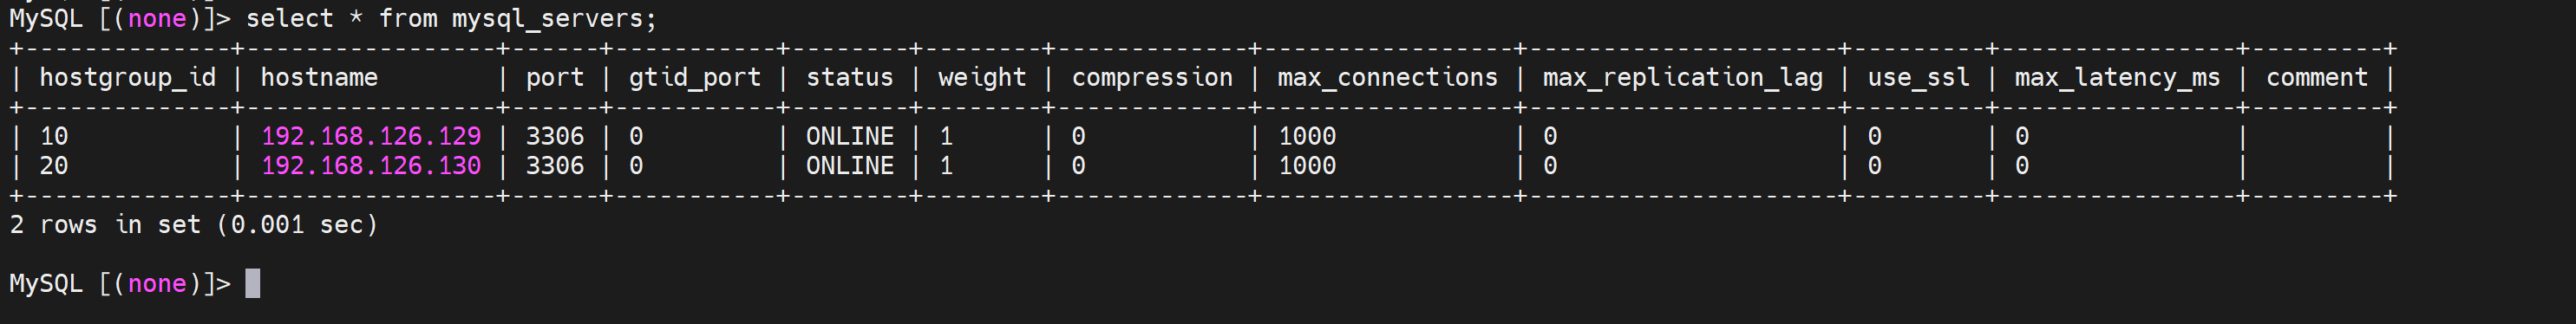 MySQL [(none)]> select * from mysql_servers;
+--------------+-----------------+------+-----------+--------+--------+-------------+-----------------+---------------------+---------+----------------+---------+
| hostgroup_id | hostname        | port | gtid_port | status | weight | compression | max_connections | max_replication_lag | use_ssl | max_latency_ms | comment |
+--------------+-----------------+------+-----------+--------+--------+-------------+-----------------+---------------------+---------+----------------+---------+
| 10           | 192.168.126.129 | 3306 | 0         | ONLINE | 1      | 0           | 1000            | 0                   | 0       | 0              |         |
| 20           | 192.168.126.130 | 3306 | 0         | ONLINE | 1      | 0           | 1000            | 0                   | 0       | 0              |         |
+--------------+-----------------+------+-----------+--------+--------+-------------+-----------------+---------------------+---------+----------------+---------+
2 rows in set (0.001 sec)
MySQL [(none)]>